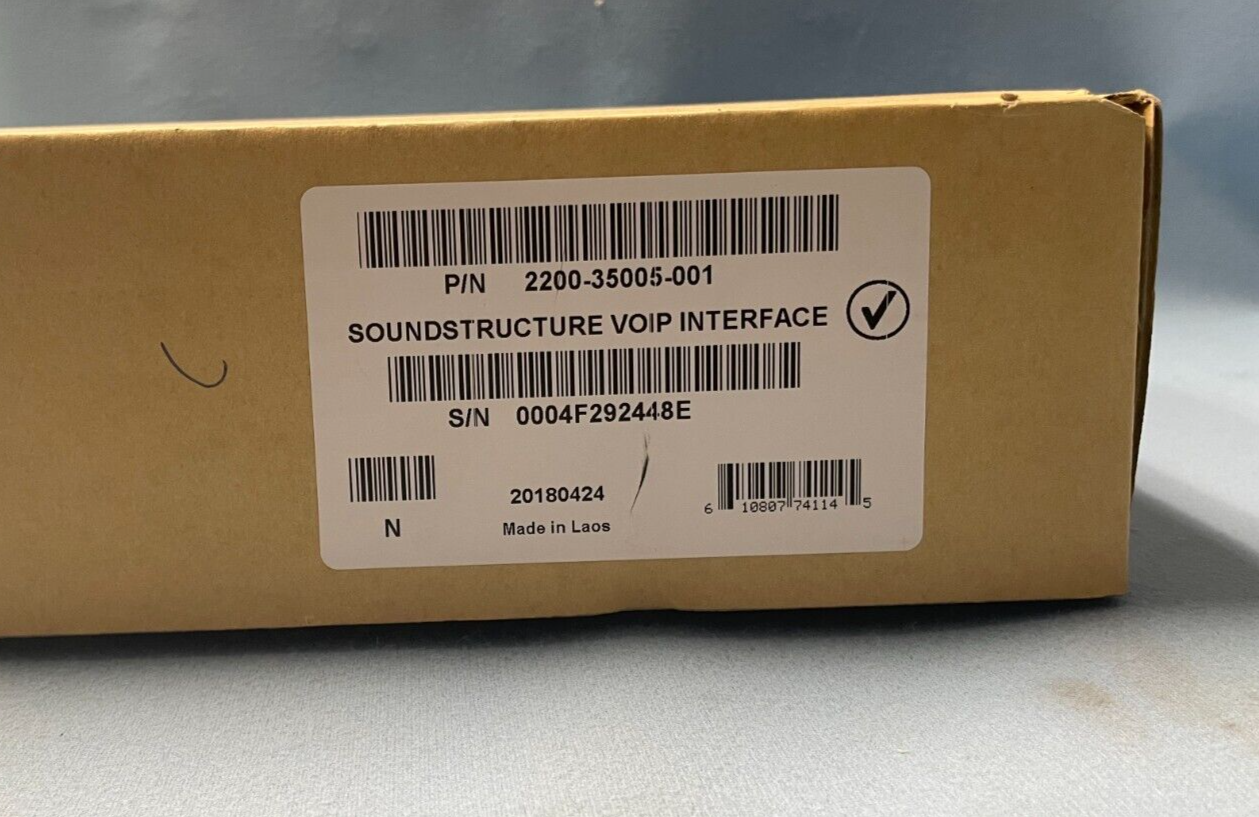 P/N 2200-35005-001
SOUNDSTRUCTURE VOIP INTERFACE
S/N 0004F292448E
N
20180424
Made in Laos
6 10807 74114 5